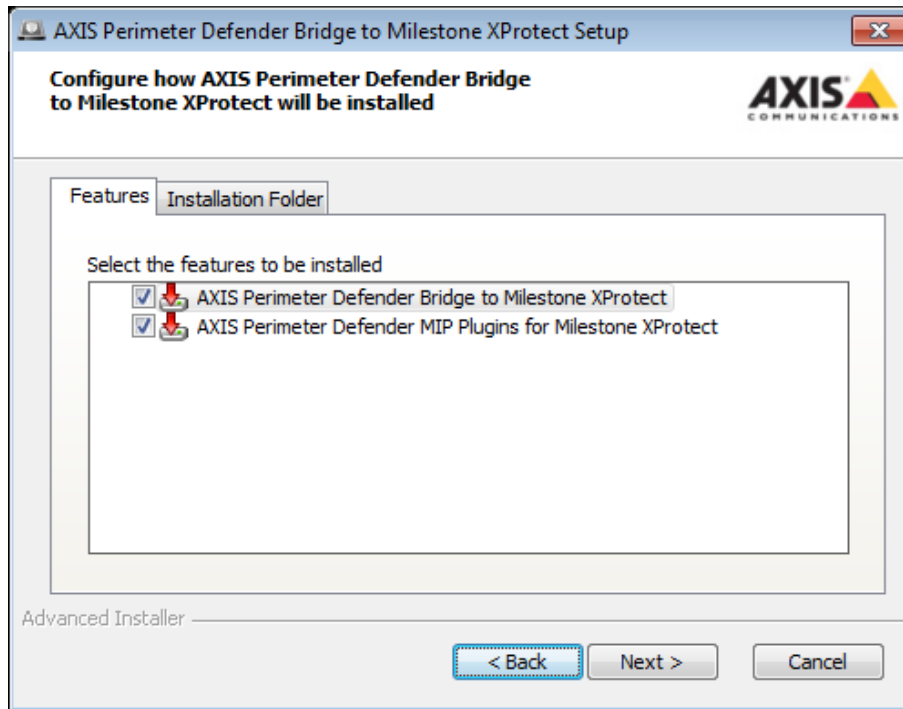 AXIS Perimeter Defender Bridge to Milestone XProtect Setup
Configure how AXIS Perimeter Defender Bridge
to Milestone XProtect will be installed
AXIS
COMMUNICATIONS
Features
Installation Folder
Select the features to be installed
AXIS Perimeter Defender Bridge to Milestone XProtect
AXIS Perimeter Defender MIP Plugins for Milestone XProtect
Advanced Installer
< Back
Next >
Cancel